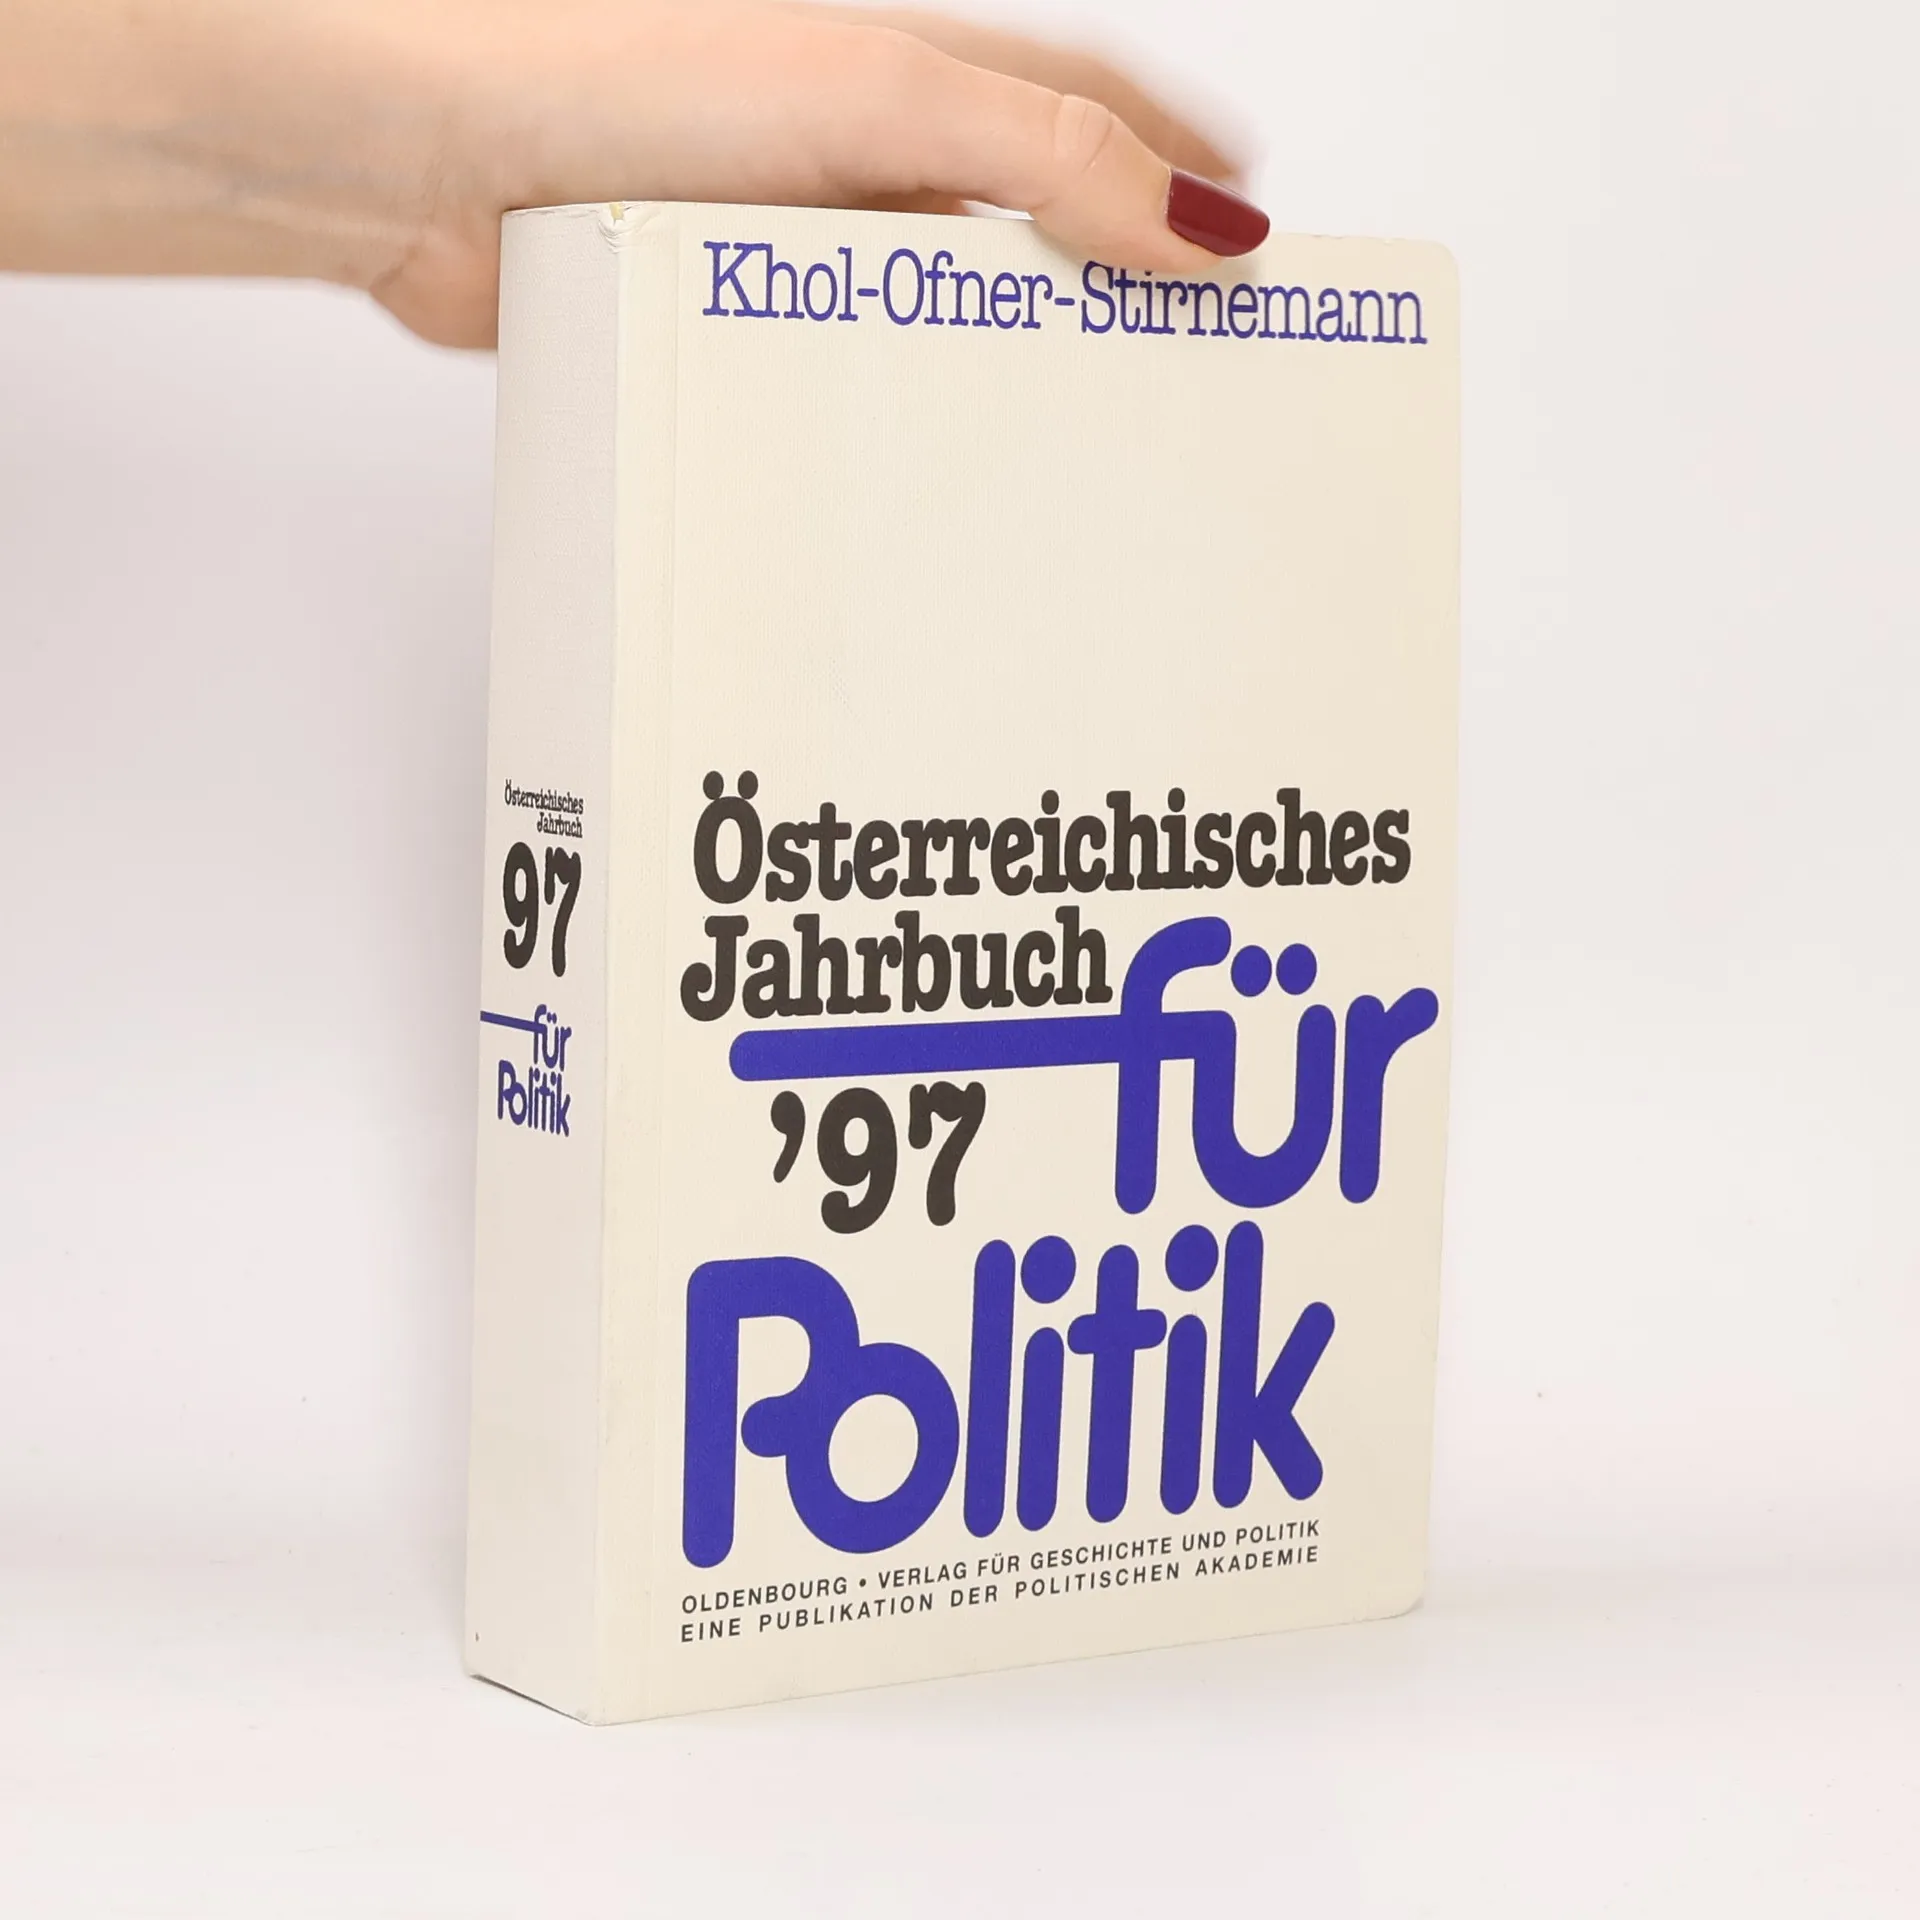 Khol-Ofner-Stirnemann
Österreichisches
Jahrbuch
für
'97
Politik
OLDENBOURG • VERLAG FÜR GESCHICHTE UND POLITIK
EINE PUBLIKATION DER POLITISCHEN AKADEMIE
Österreichisches
Jahrbuch
97
für
Politik